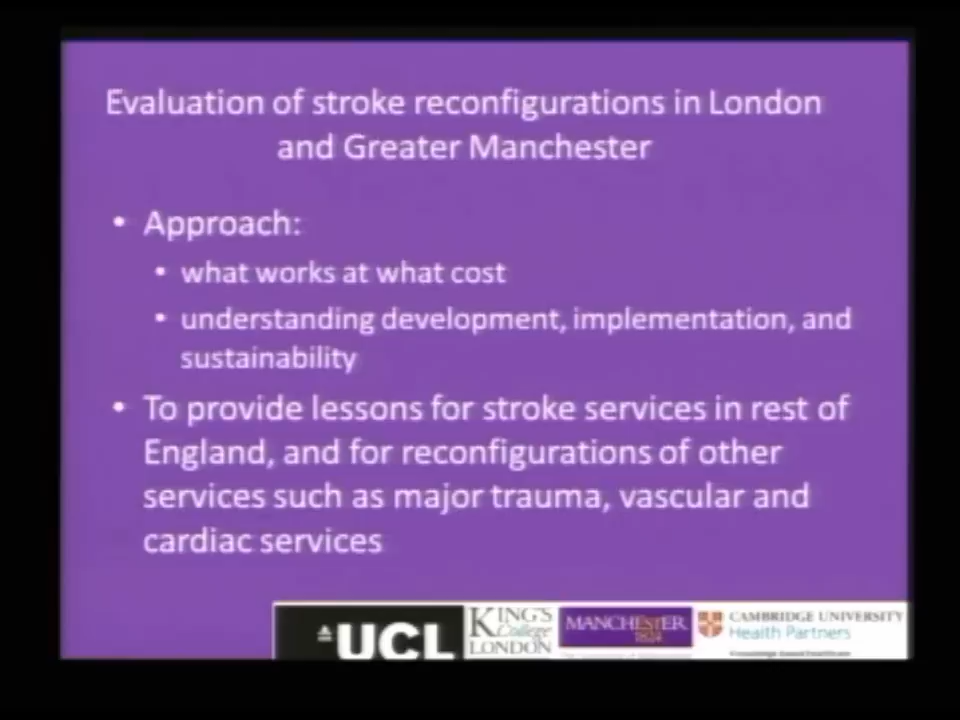 Evaluation of stroke reconfigurations in London
and Greater Manchester
• Approach:
• what works at what cost
• understanding development, implementation, and
sustainability
• To provide lessons for stroke services in rest of
England, and for reconfigurations of other
services such as major trauma, vascular and
cardiac services
UCL
KING'S
College
LONDON
MANCHESTER
1824
CAMBRIDGE UNIVERSITY
Health Partners